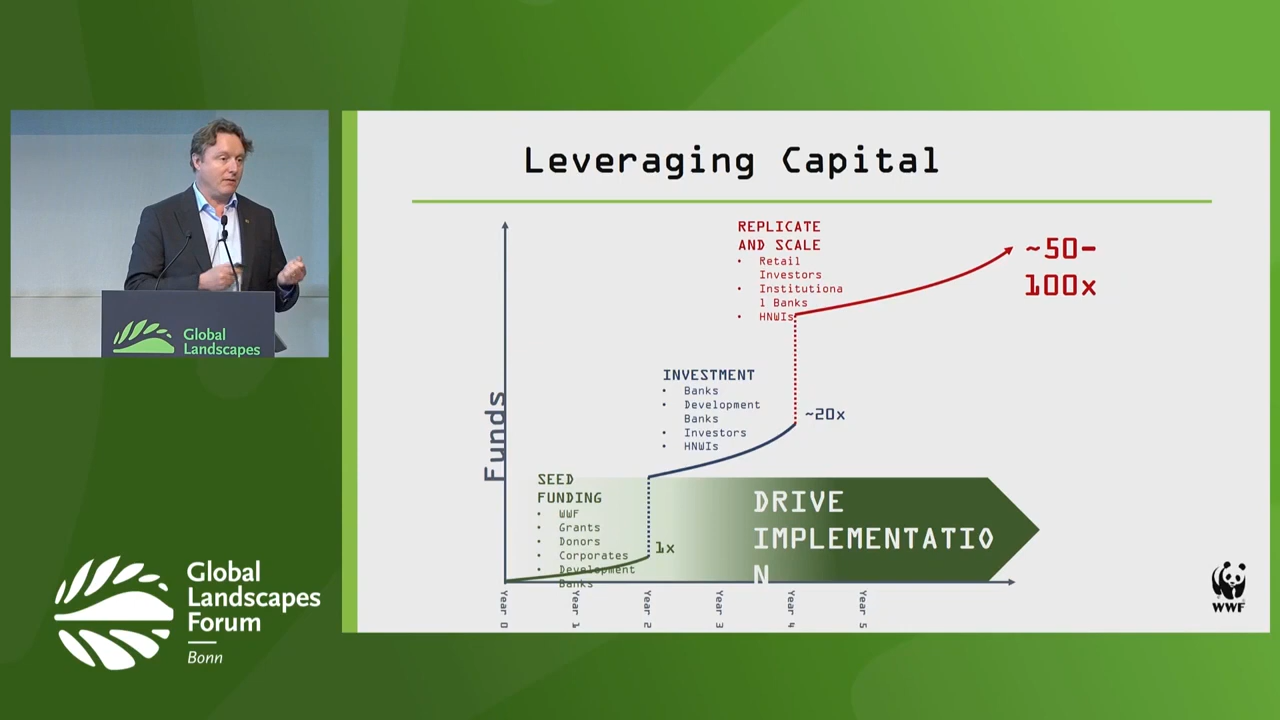 Global
Landscapes
Leveraging Capital
REPLICATE
AND SCALE
• Retail
Investors
• Institutiona
l Banks
• HNWIs
~50-
100x
INVESTMENT
• Banks
• Development
Banks
• Investors
• HNWIs
~20x
Funds
SEED
FUNDING
• WWF
• Grants
• Donors
• Corporates
• Development
Banks
1x
DRIVE
IMPLEMENTATIO
N
Year 0
Year 1
Year 2
Year 3
Year 4
Year 5
WWF
Global
Landscapes
Forum
Bonn